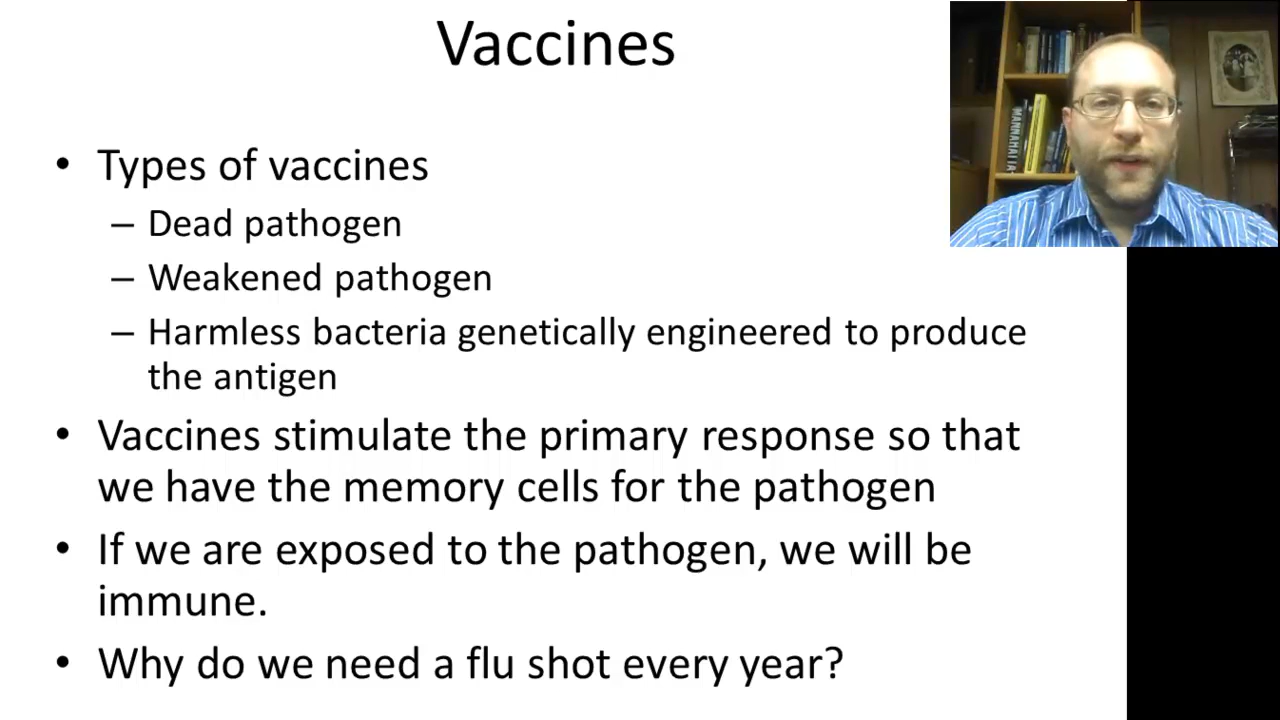 Vaccines
• Types of vaccines
– Dead pathogen
– Weakened pathogen
– Harmless bacteria genetically engineered to produce
the antigen
• Vaccines stimulate the primary response so that
we have the memory cells for the pathogen
• If we are exposed to the pathogen, we will be
immune.
• Why do we need a flu shot every year?
MANNAHATTA